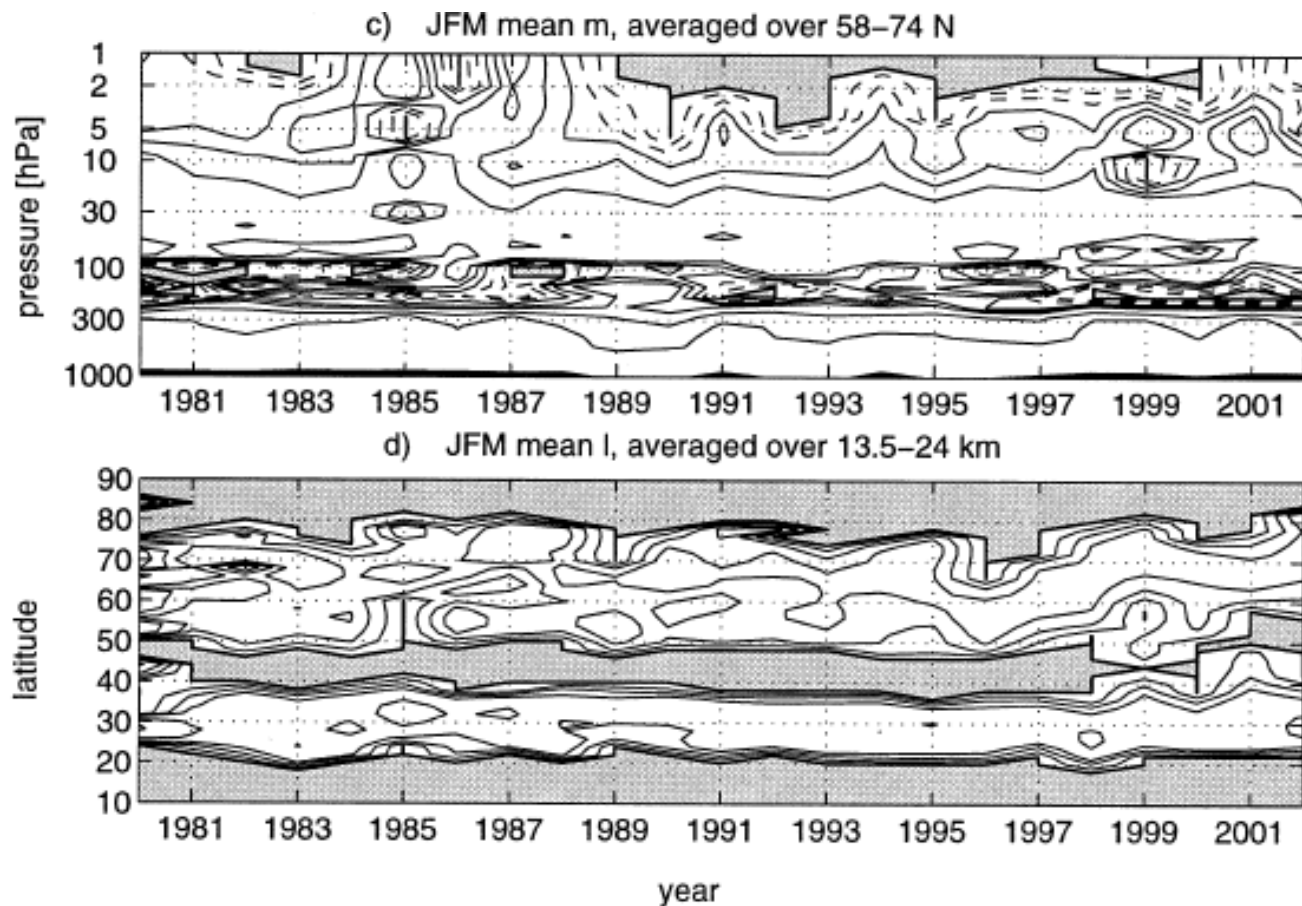 c) JFM mean m, averaged over 58–74 N
1
2
5
10
30
100
300
1000
pressure [hPa]
1981 1983 1985 1987 1989 1991 1993 1995 1997 1999 2001
d) JFM mean l, averaged over 13.5–24 km
90
80
70
60
50
40
30
20
10
latitude
1981 1983 1985 1987 1989 1991 1993 1995 1997 1999 2001
year